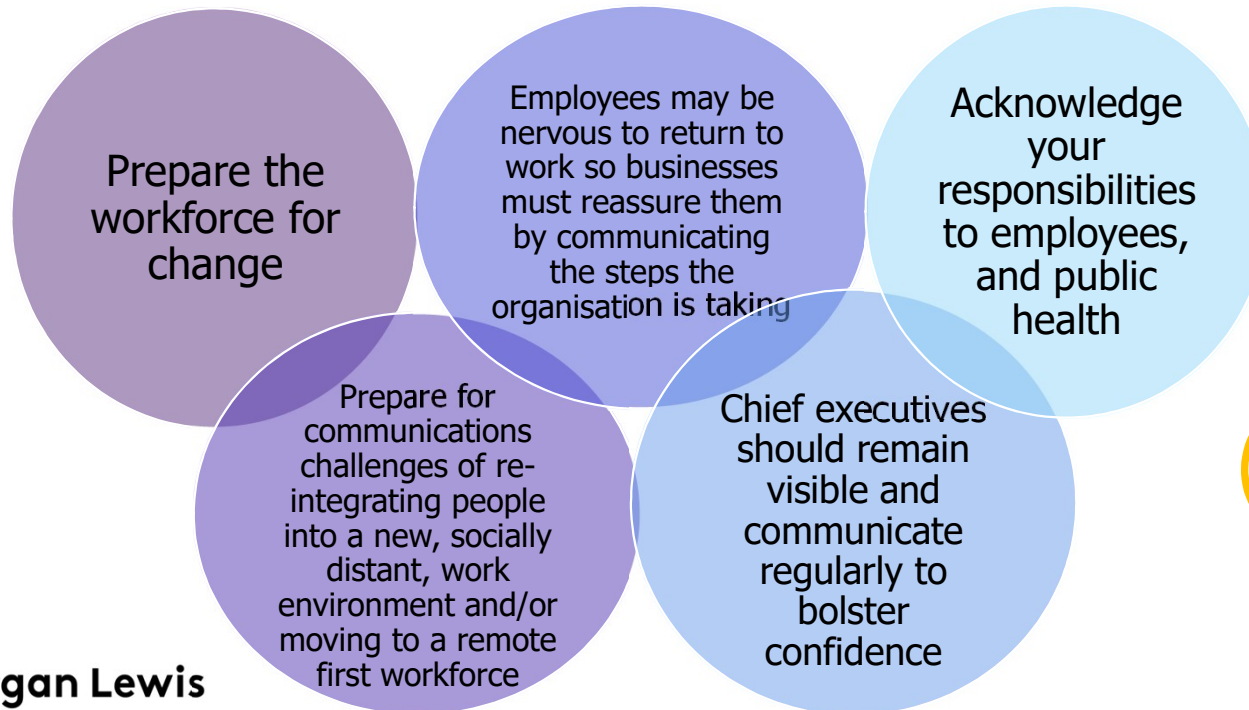 Prepare the
workforce for
change
Employees may be
nervous to return to
work so businesses
must reassure them
by communicating
the steps the
organisation is taking
Acknowledge
your
responsibilities
to employees,
and public
health
Prepare for
communications
challenges of re-
integrating people
into a new, socially
distant, work
environment and/or
moving to a remote
first workforce
Chief executives
should remain
visible and
communicate
regularly to
bolster
confidence
gan Lewis